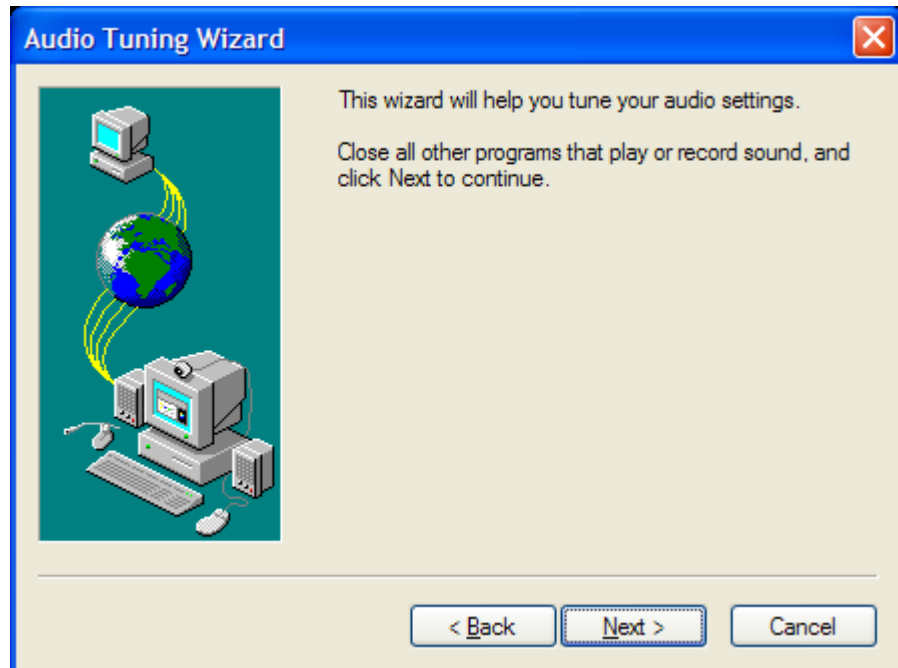 Audio Tuning Wizard
This wizard will help you tune your audio settings.
Close all other programs that play or record sound, and
click Next to continue.
< Back
Next >
Cancel